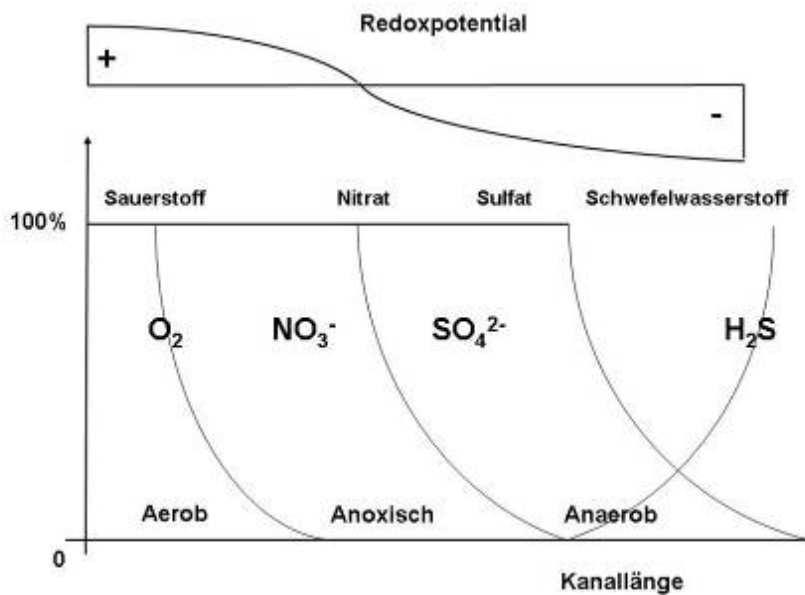 Redoxpotential
+
-
Sauerstoff Nitrat Sulfat Schwefelwasserstoff
100%
O₂ NO₃⁻ SO₄²⁻ H₂S
Aerob Anoxisch Anaerob
0
Kanallänge